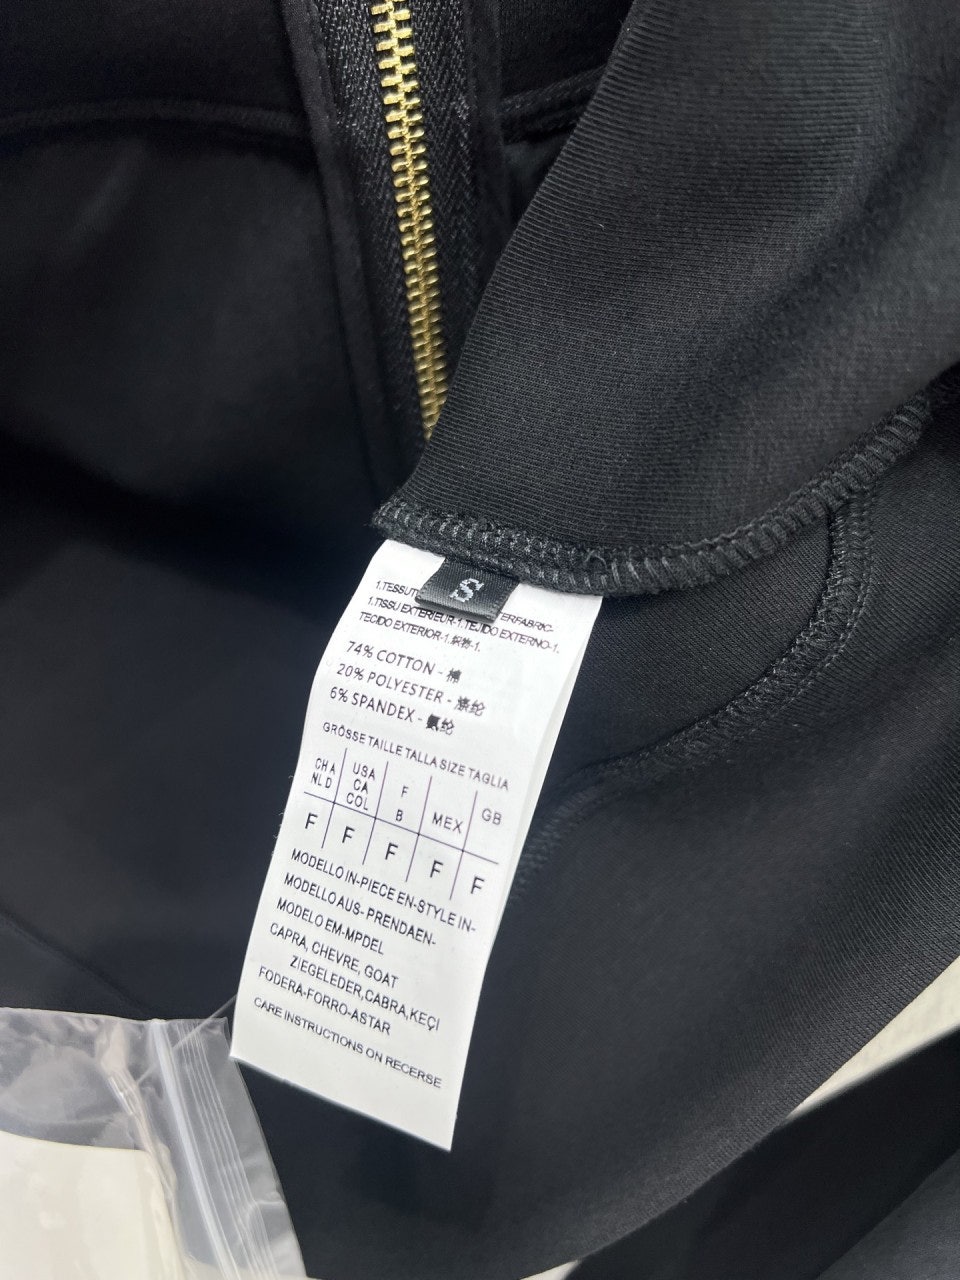 S
1.TESSUT
ERFABRIC-
1.TISSU EXTERIEUR-1.TEJIDO EXTERNO-1.
TECIDO EXTERIOR-1.织物-1.
74% COTTON - 棉
20% POLYESTER - 涤纶
6% SPANDEX - 氨纶
GRÖSSE TAILLE TALLA SIZE TAGLIA
CHA NLD USA CA COL F B MEX GB
F F F F F
MODELLO IN-PIECE EN-STYLE IN-
MODELLO AUS-PRENDAEN-
MODELO EM-MPDEL
CAPRA, CHEVRE, GOAT
ZIEGELEDER,CABRA,KEÇI
FODERA-FORRO-ASTAR
CARE INSTRUCTIONS ON RECERSE